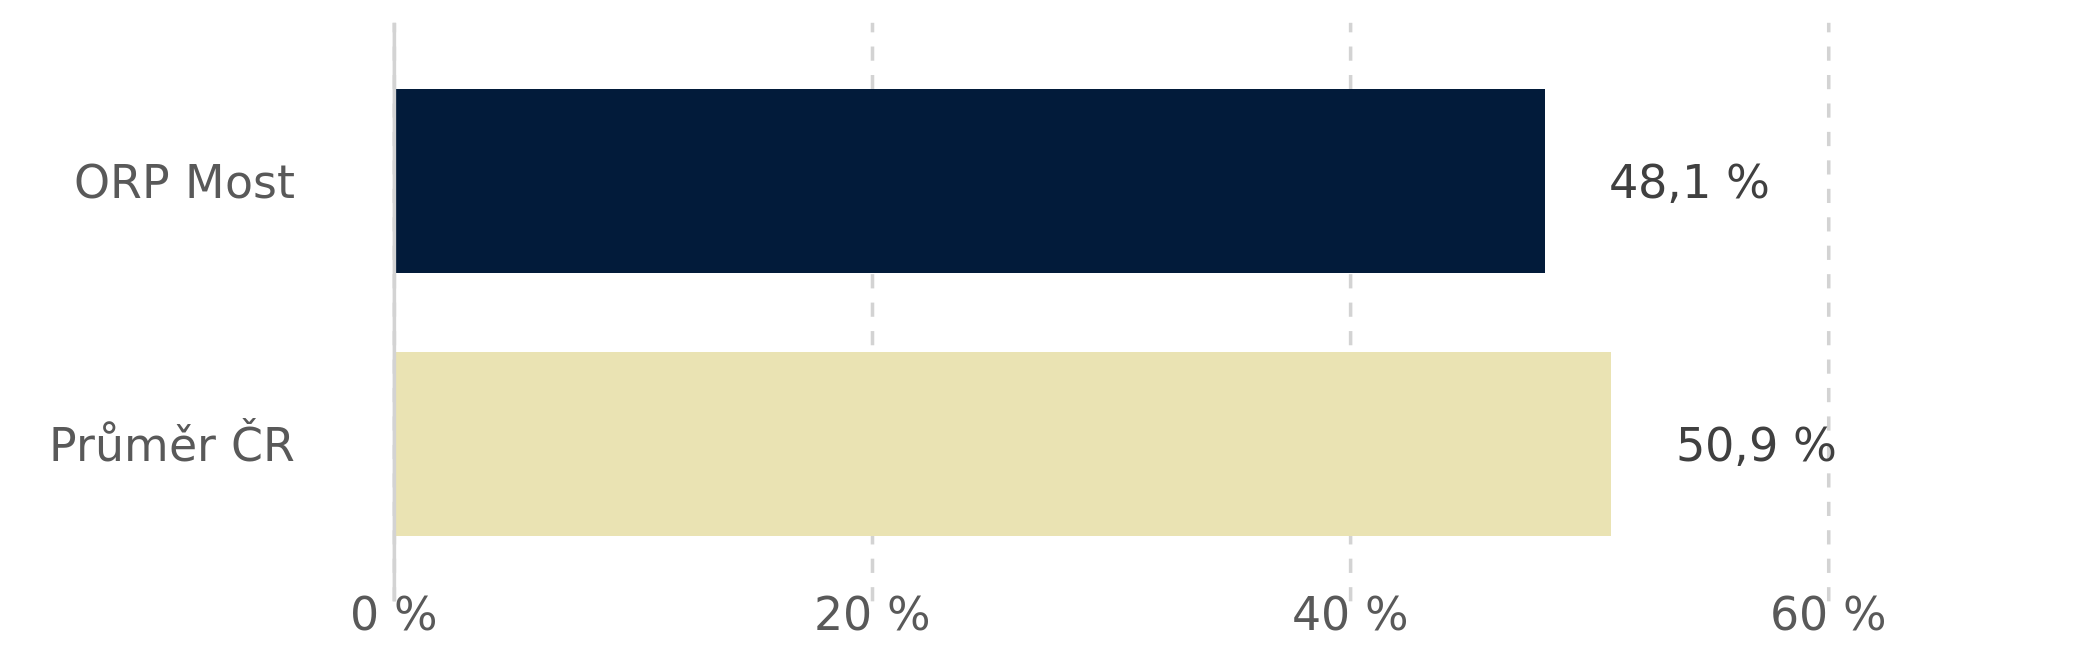 ORP Most 48,1 %
Průměr ČR 50,9 %
0 % 20 % 40 % 60 %